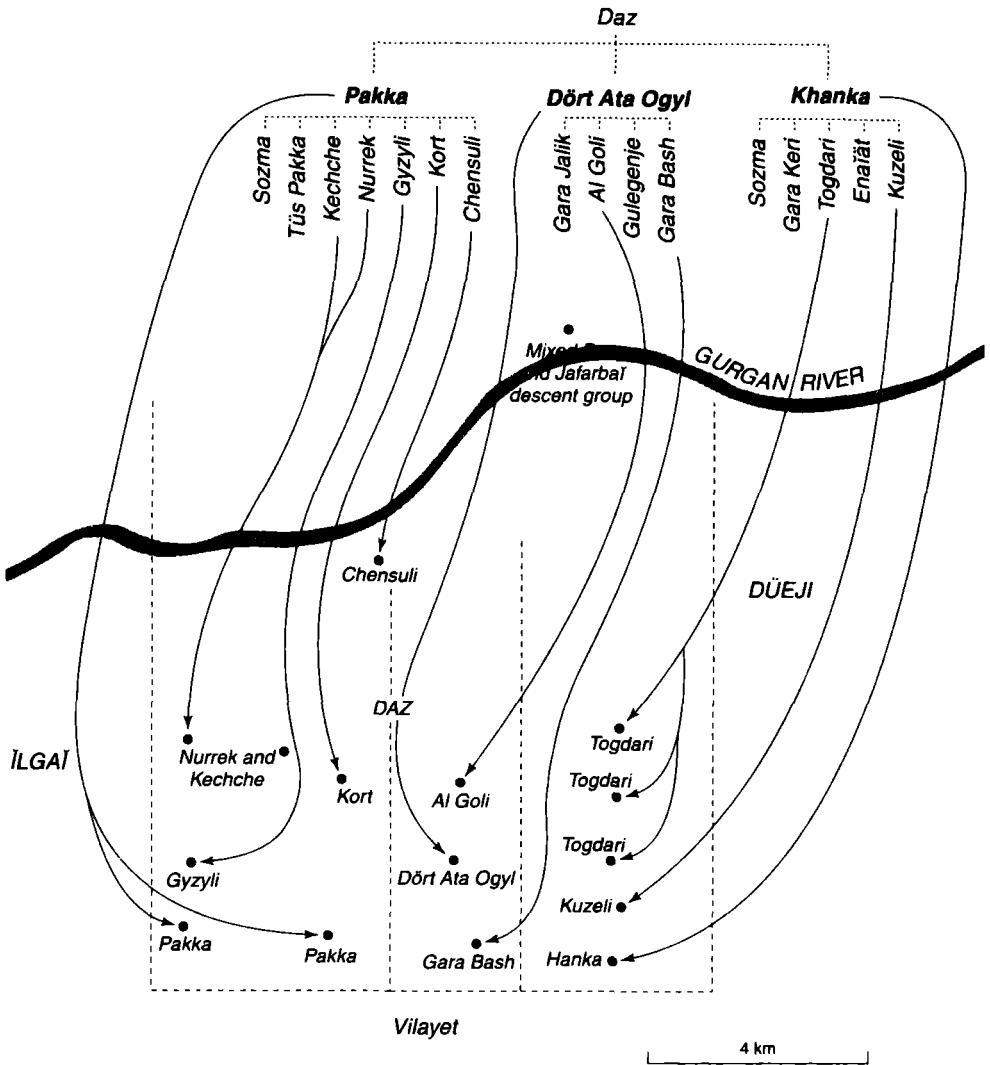 Daz
Pakka
Dört Ata Ogyl
Khanka
Sozma
Tüs Pakka
Kechche
Nurrek
Gyzyli
Kort
Chensuli
Gara Jalik
Al Goli
Gulegenje
Gara Bash
Sozma
Gara Keri
Togdari
Enaïät
Kuzeli
Mixed
Jafarbaï
descent group
GURGAN RIVER
Chensuli
DÜEJI
DAZ
ÏLGAÏ
Nurrek and
Kechche
Kort
Al Goli
Togdari
Togdari
Togdari
Gyzyli
Dört Ata Ogyl
Kuzeli
Pakka
Pakka
Gara Bash
Hanka
Vilayet
4 km